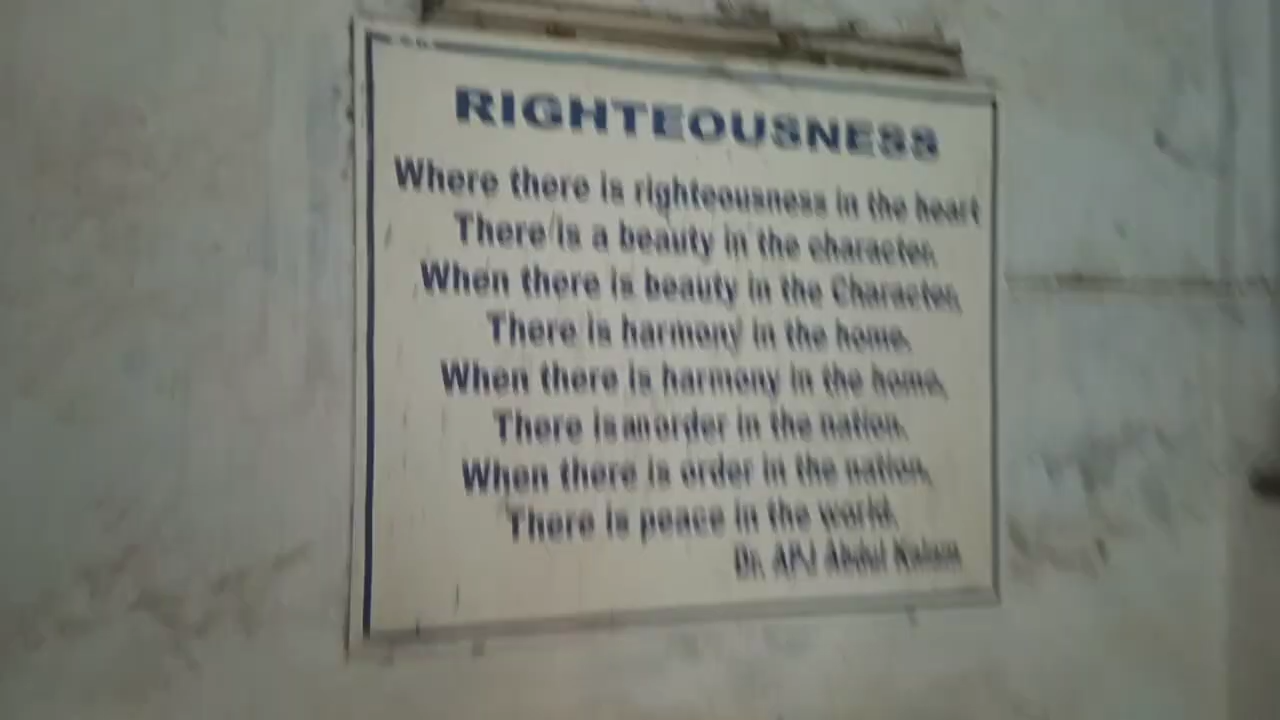 RIGHTEOUSNESS
Where there is righteousness in the heart
There is a beauty in the character.
When there is beauty in the Character,
There is harmony in the home.
When there is harmony in the home,
There is an order in the nation.
When there is order in the nation,
There is peace in the world.
Dr. APJ Abdul Kalam